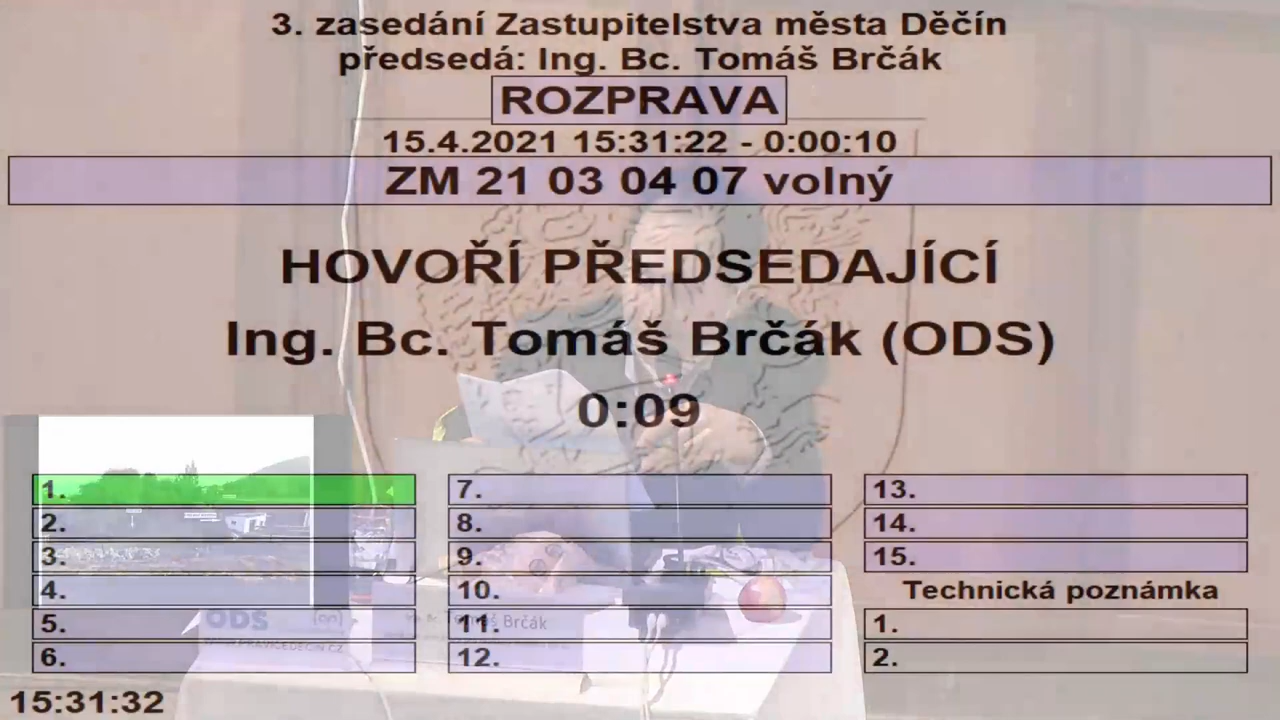 3. zasedání Zastupitelstva města Děčín
předsedá: Ing. Bc. Tomáš Brčák
ROZPRAVA
15.4.2021 15:31:22 - 0:00:10
ZM 21 03 04 07 volný
HOVOŘÍ PŘEDSEDAJÍCÍ
Ing. Bc. Tomáš Brčák (ODS)
0:09
1.
2.
3.
4.
5.
6.
7.
8.
9.
10.
11.
12.
13.
14.
15.
Technická poznámka
1.
2.
ODS
Tomáš Brčák
15:31:32